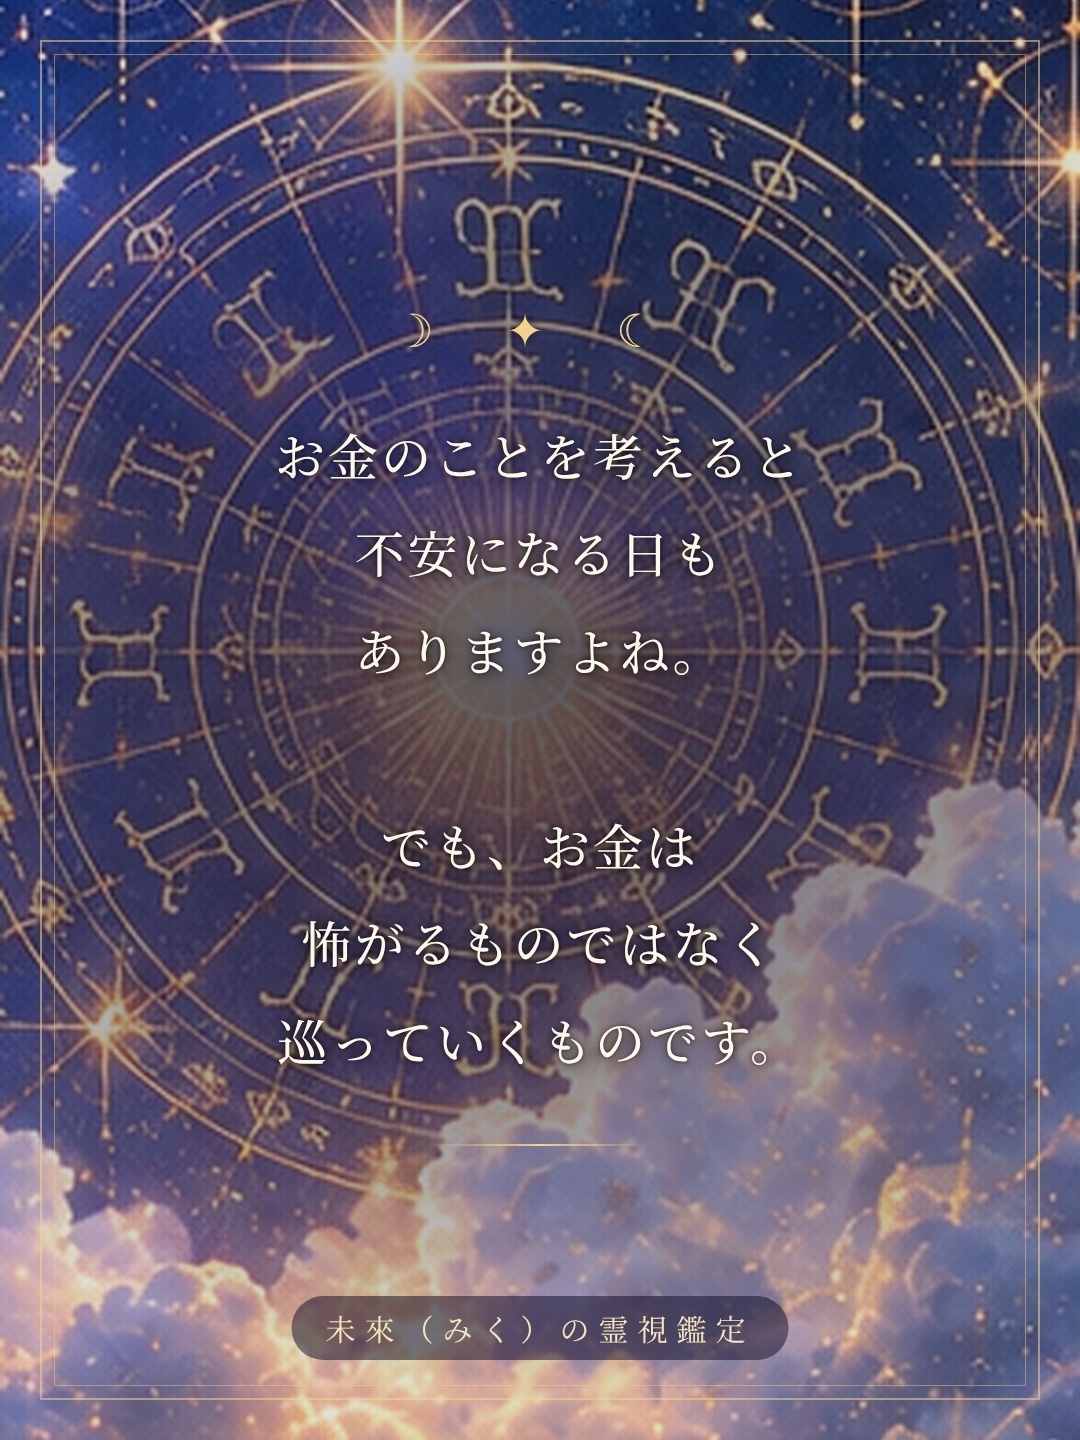 お金のことを考えると
不安になる日も
ありますよね。
でも、お金は
怖がるものではなく
巡っていくものです。
未來(みく)の霊視鑑定